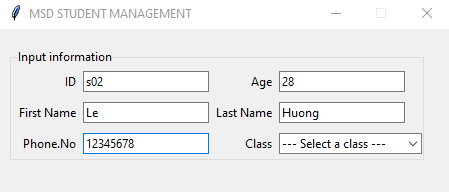 MSD STUDENT MANAGEMENT
Input information
ID s02 Age 28
First Name Le Last Name Huong
Phone.No 12345678 Class --- Select a class ---